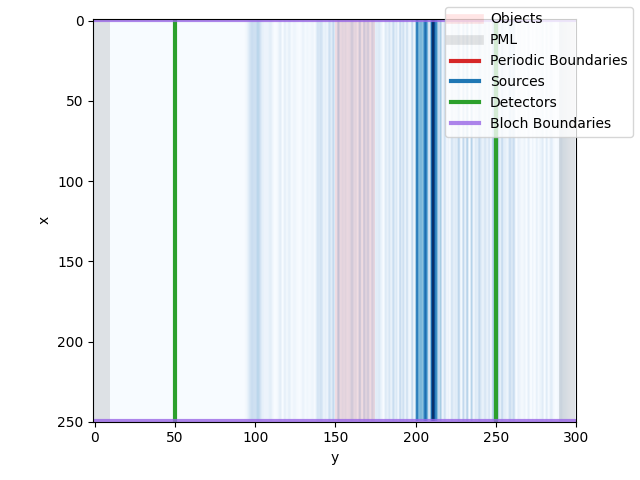 Objects
PML
Periodic Boundaries
Sources
Detectors
Bloch Boundaries
0
50
100
150
200
250
x
0 50 100 150 200 250 300
y